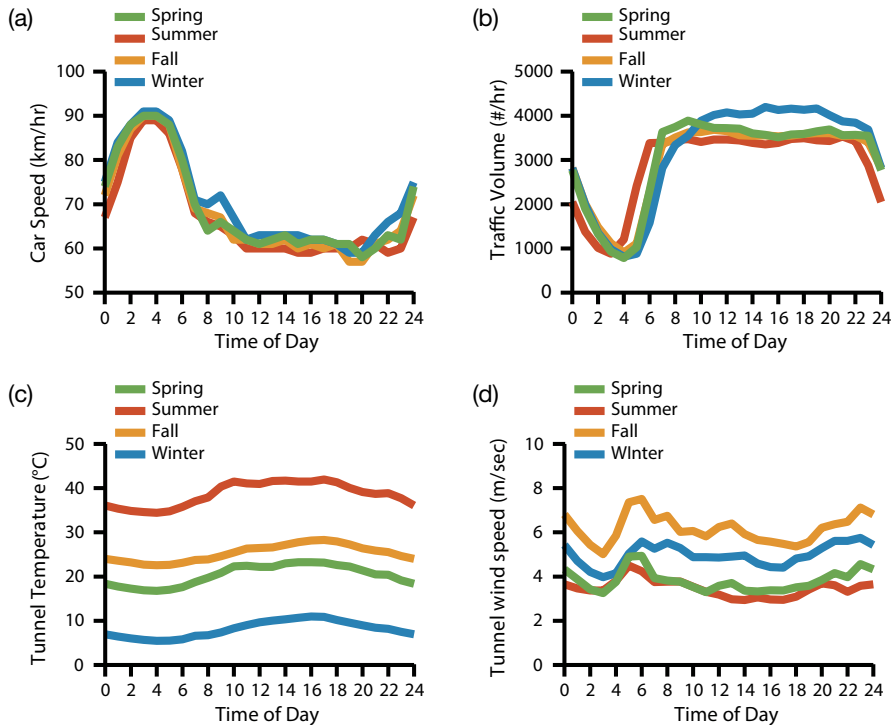 (a)
Spring
Summer
Fall
Winter
Car Speed (km/hr)
100
90
80
70
60
50
0 2 4 6 8 10 12 14 16 18 20 22 24
Time of Day
(b)
Spring
Summer
Fall
Winter
Traffic Volume (#/hr)
5000
4000
3000
2000
1000
0
0 2 4 6 8 10 12 14 16 18 20 22 24
Time of Day
(c)
Spring
Summer
Fall
Winter
Tunnel Temperature (°C)
50
40
30
20
10
0
0 2 4 6 8 10 12 14 16 18 20 22 24
Time of Day
(d)
Spring
Summer
Fall
WInter
Tunnel wind speed (m/sec)
10
8
6
4
2
0
0 2 4 6 8 10 12 14 16 18 20 22 24
Time of Day